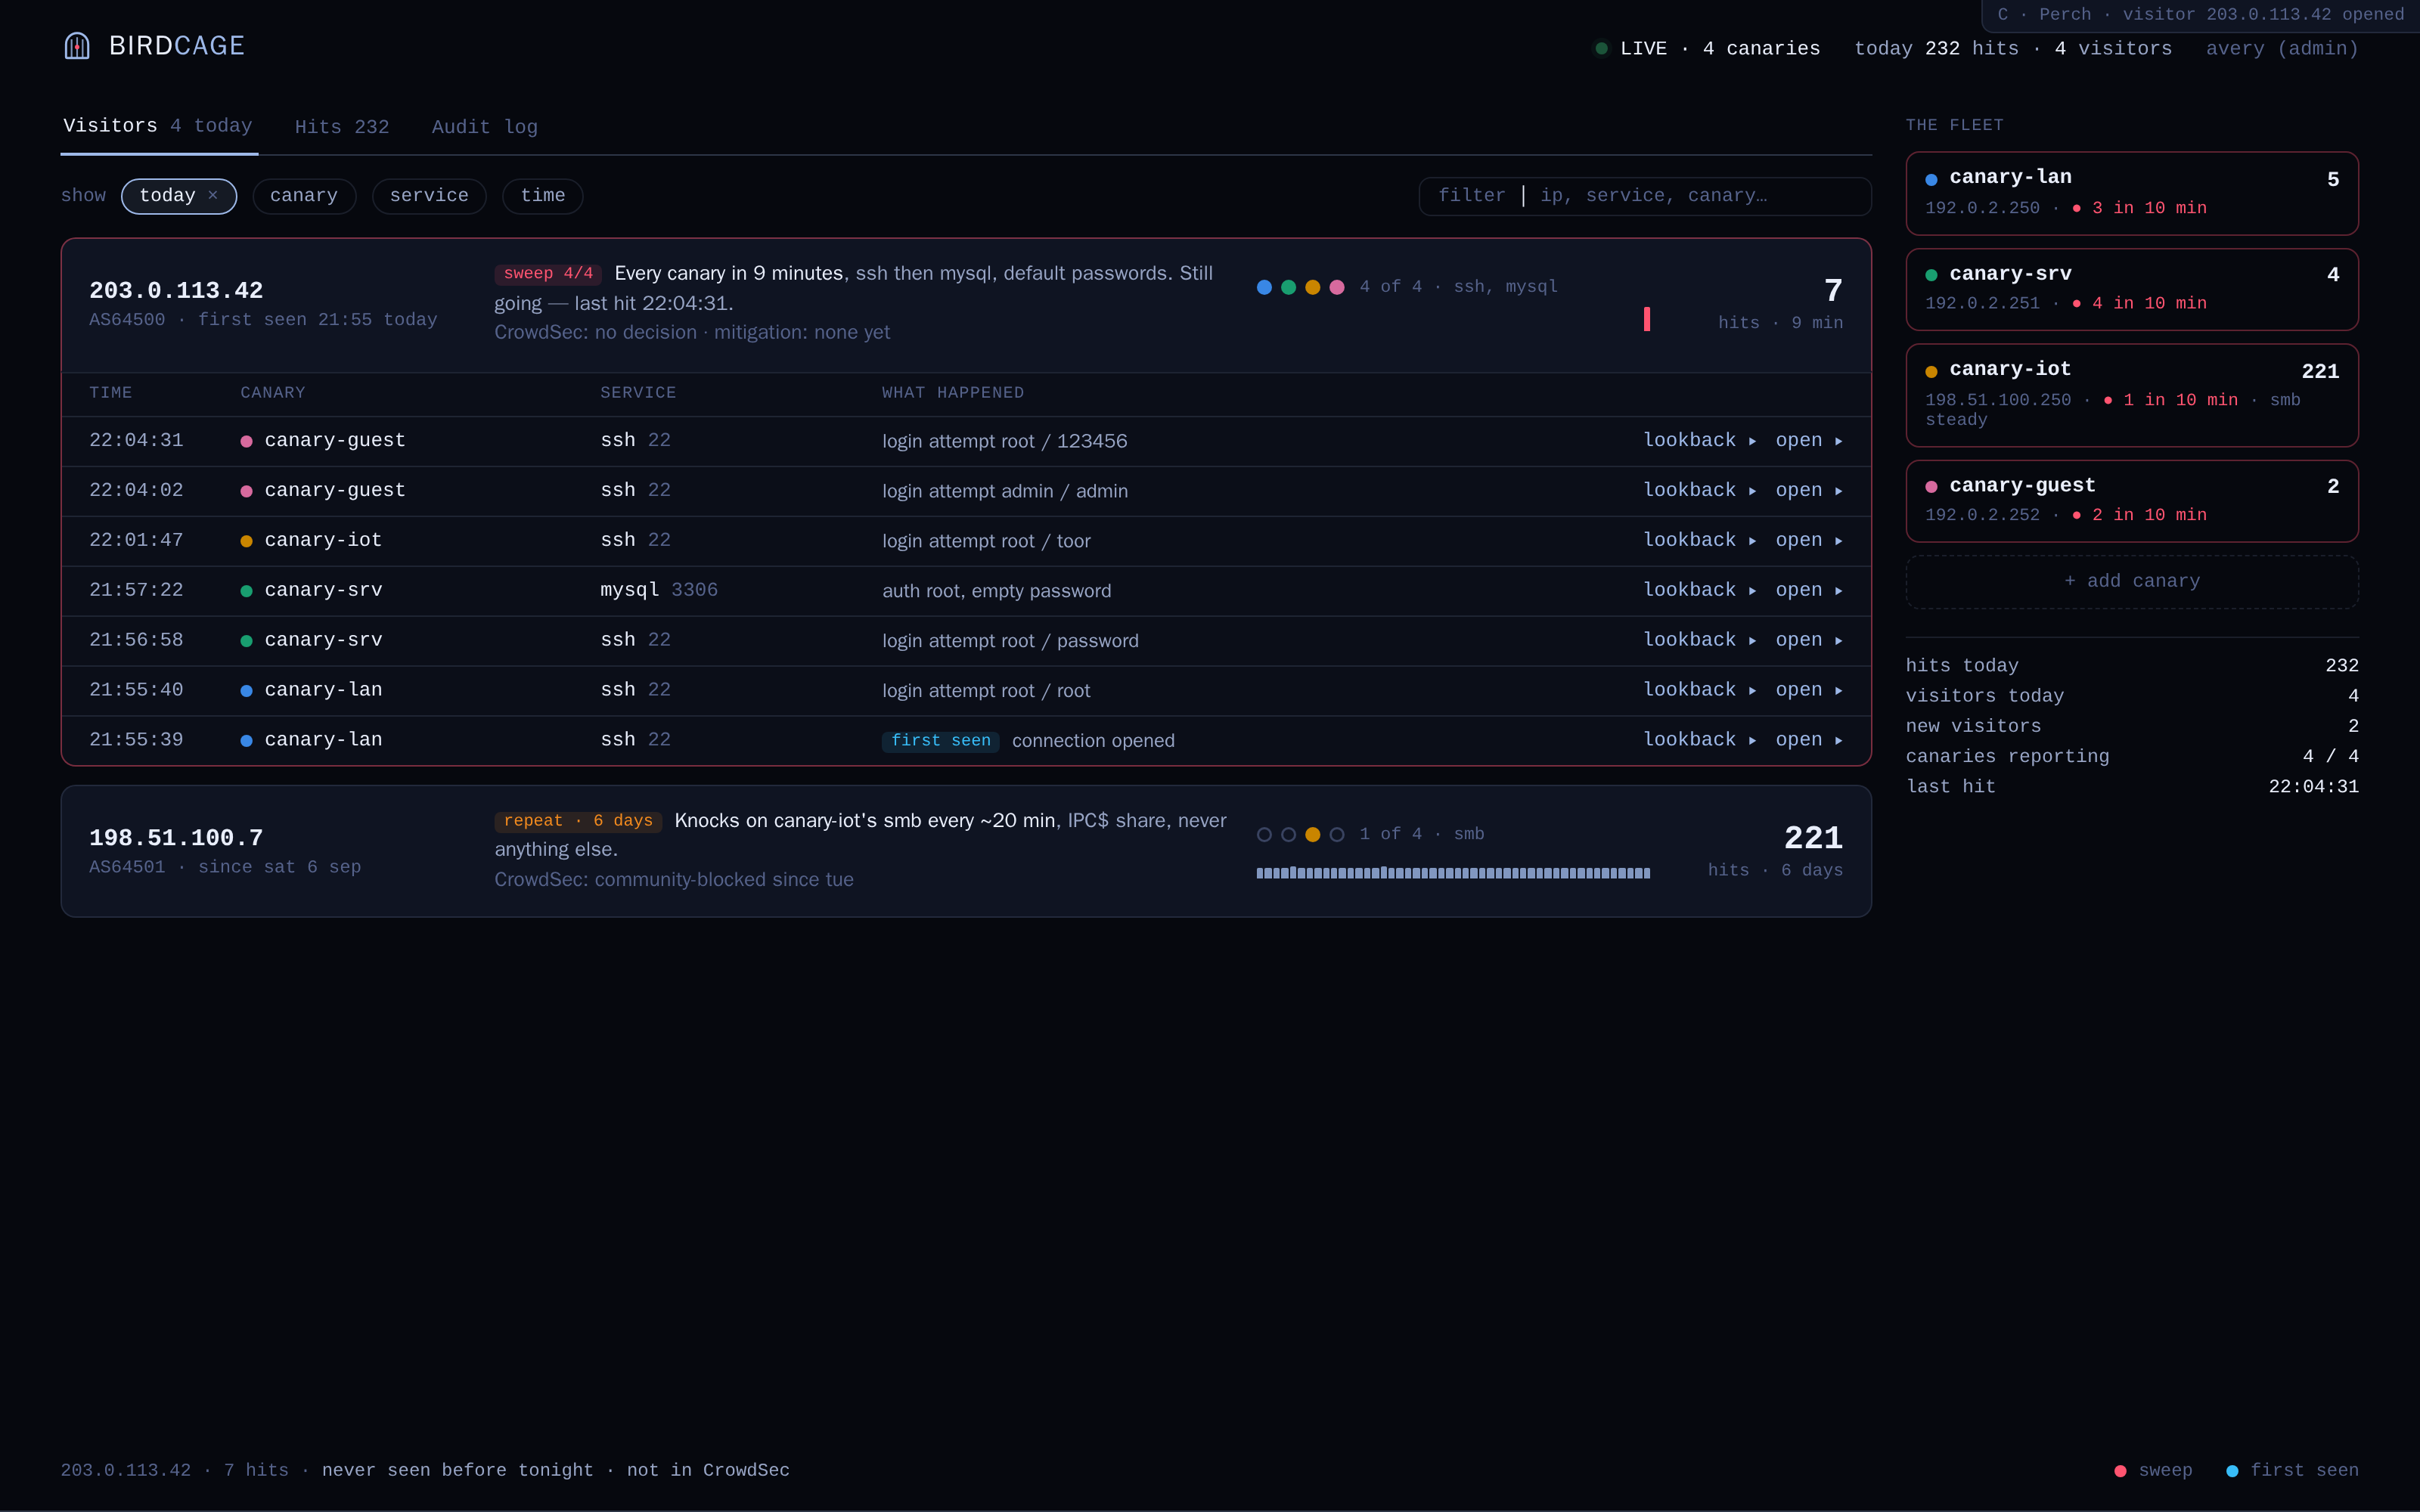 C · Perch · visitor 203.0.113.42 opened
BIRDCAGE
LIVE · 4 canaries today 232 hits · 4 visitors avery (admin)
Visitors 4 today Hits 232 Audit log
show today × canary service time
filter ip, service, canary…
203.0.113.42
AS64500 · first seen 21:55 today
sweep 4/4 Every canary in 9 minutes, ssh then mysql, default passwords. Still
going — last hit 22:04:31.
CrowdSec: no decision · mitigation: none yet
4 of 4 · ssh, mysql
7
hits · 9 min
TIME CANARY SERVICE WHAT HAPPENED
22:04:31 canary-guest ssh 22 login attempt root / 123456 lookback ▸ open ▸
22:04:02 canary-guest ssh 22 login attempt admin / admin lookback ▸ open ▸
22:01:47 canary-iot ssh 22 login attempt root / toor lookback ▸ open ▸
21:57:22 canary-srv mysql 3306 auth root, empty password lookback ▸ open ▸
21:56:58 canary-srv ssh 22 login attempt root / password lookback ▸ open ▸
21:55:40 canary-lan ssh 22 login attempt root / root lookback ▸ open ▸
21:55:39 canary-lan ssh 22 first seen connection opened lookback ▸ open ▸
198.51.100.7
AS64501 · since sat 6 sep
repeat · 6 days Knocks on canary-iot's smb every ~20 min, IPC$ share, never
anything else.
CrowdSec: community-blocked since tue
1 of 4 · smb
221
hits · 6 days
THE FLEET
canary-lan 5
192.0.2.250 · ● 3 in 10 min
canary-srv 4
192.0.2.251 · ● 4 in 10 min
canary-iot 221
198.51.100.250 · ● 1 in 10 min · smb
steady
canary-guest 2
192.0.2.252 · ● 2 in 10 min
+ add canary
hits today 232
visitors today 4
new visitors 2
canaries reporting 4 / 4
last hit 22:04:31
203.0.113.42 · 7 hits · never seen before tonight · not in CrowdSec
sweep first seen